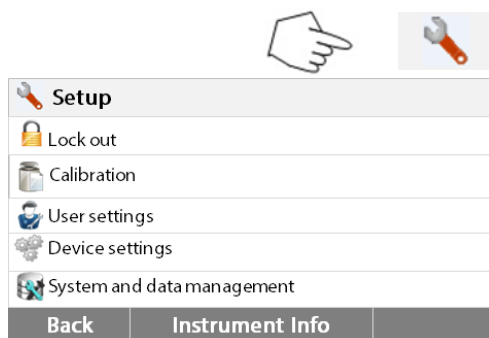 Setup
Lock out
Calibration
User settings
Device settings
System and data management
Back Instrument Info